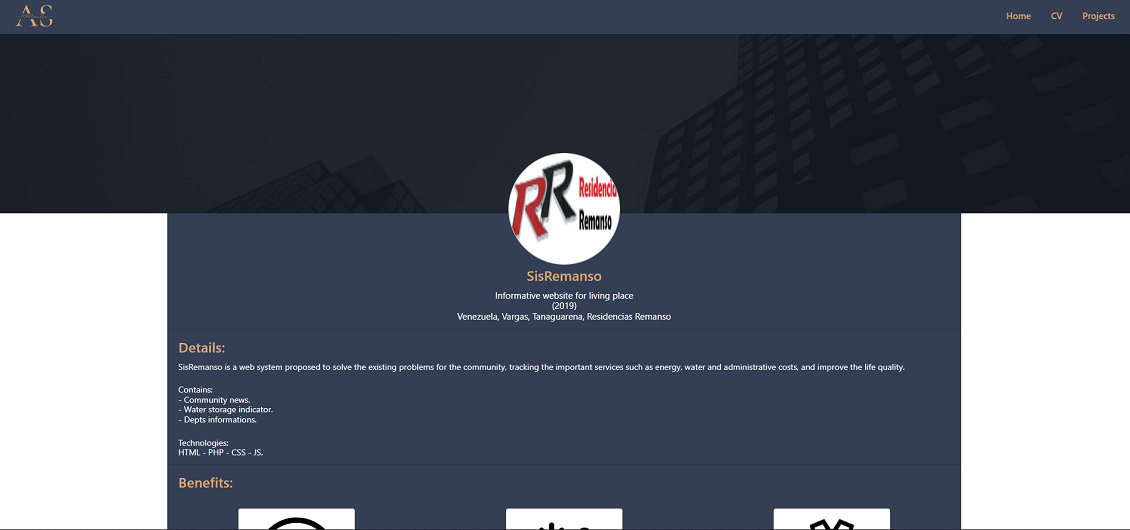 AS
Home CV Projects
RR Residencia
Remanso
SisRemanso
Informative website for living place
(2019)
Venezuela, Vargas, Tanaguarena, Residencias Remanso
Details:
SisRemanso is a web system proposed to solve the existing problems for the community, tracking the important services such as energy, water and administrative costs, and improve the life quality.
Contains:
- Community news.
- Water storage indicator.
- Depts informations.
Technologies:
HTML - PHP - CSS - JS.
Benefits: